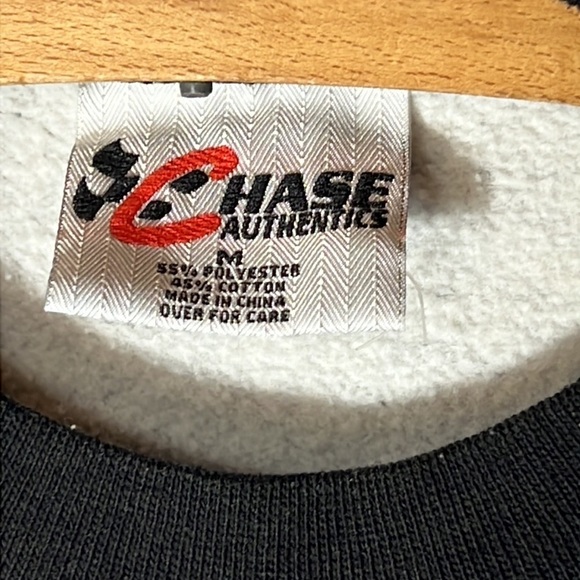 CHASE
AUTHENTICS
M
55% POLYESTER
45% COTTON
MADE IN CHINA
OVER FOR CARE